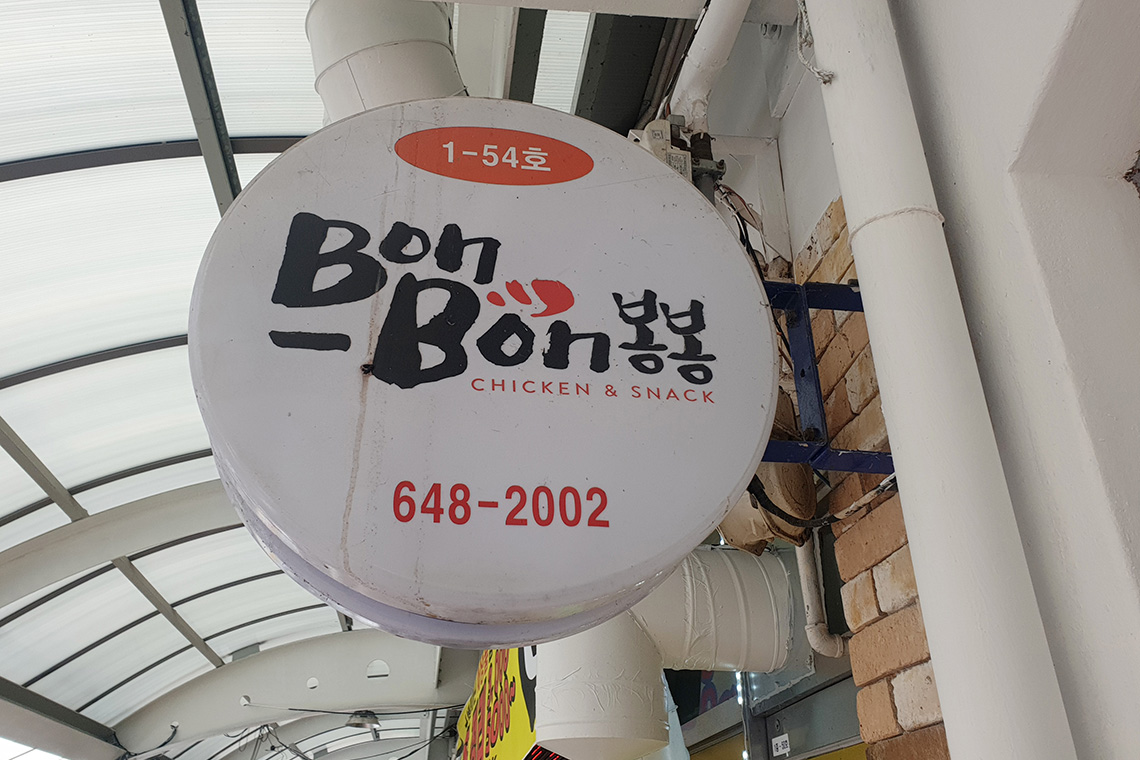 1-54호
Bon
-Bon 봉봉
CHICKEN & SNACK
648-2002